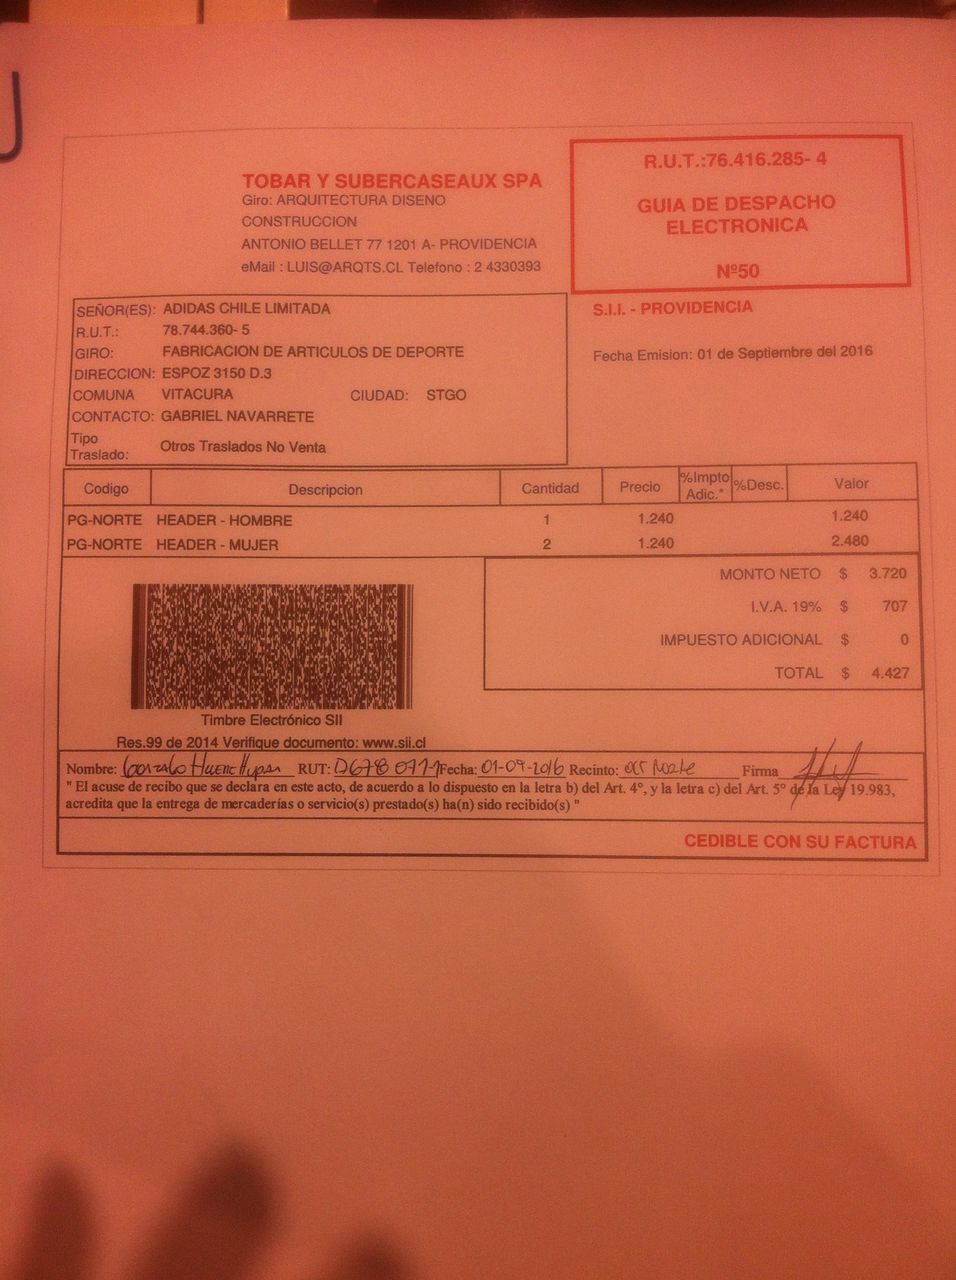 TOBAR Y SUBERCASEAUX SPA
Giro: ARQUITECTURA DISENO
CONSTRUCCION
ANTONIO BELLET 77 1201 A- PROVIDENCIA
eMail : LUIS@ARQTS.CL Telefono : 2 4330393
R.U.T.:76.416.285- 4
GUIA DE DESPACHO
ELECTRONICA
Nº50
S.I.I. - PROVIDENCIA
Fecha Emision: 01 de Septiembre del 2016
SEÑOR(ES): ADIDAS CHILE LIMITADA
R.U.T.: 78.744.360- 5
GIRO: FABRICACION DE ARTICULOS DE DEPORTE
DIRECCION: ESPOZ 3150 D.3
COMUNA VITACURA CIUDAD: STGO
CONTACTO: GABRIEL NAVARRETE
Tipo
Traslado: Otros Traslados No Venta
Codigo Descripcion Cantidad Precio %Impto Adic.* %Desc. Valor
PG-NORTE HEADER - HOMBRE 1 1.240 1.240
PG-NORTE HEADER - MUJER 2 1.240 2.480
MONTO NETO $ 3.720
I.V.A. 19% $ 707
IMPUESTO ADICIONAL $ 0
TOTAL $ 4.427
Timbre Electrónico SII
Res.99 de 2014 Verifique documento: www.sii.cl
Nombre: Gonzalo RUT: Fecha: 01-09-2016 Recinto: Norte Firma
" El acuse de recibo que se declara en este acto, de acuerdo a lo dispuesto en la letra b) del Art. 4º, y la letra c) del Art. 5º de la Ley 19.983,
acredita que la entrega de mercaderías o servicio(s) prestado(s) ha(n) sido recibido(s) "
CEDIBLE CON SU FACTURA